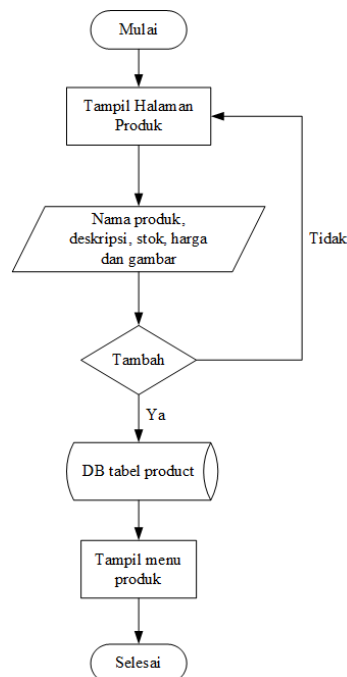 Mulai
Tampil Halaman
Produk
Nama produk,
deskripsi, stok, harga
dan gambar
Tidak
Tambah
Ya
DB tabel product
Tampil menu
produk
Selesai